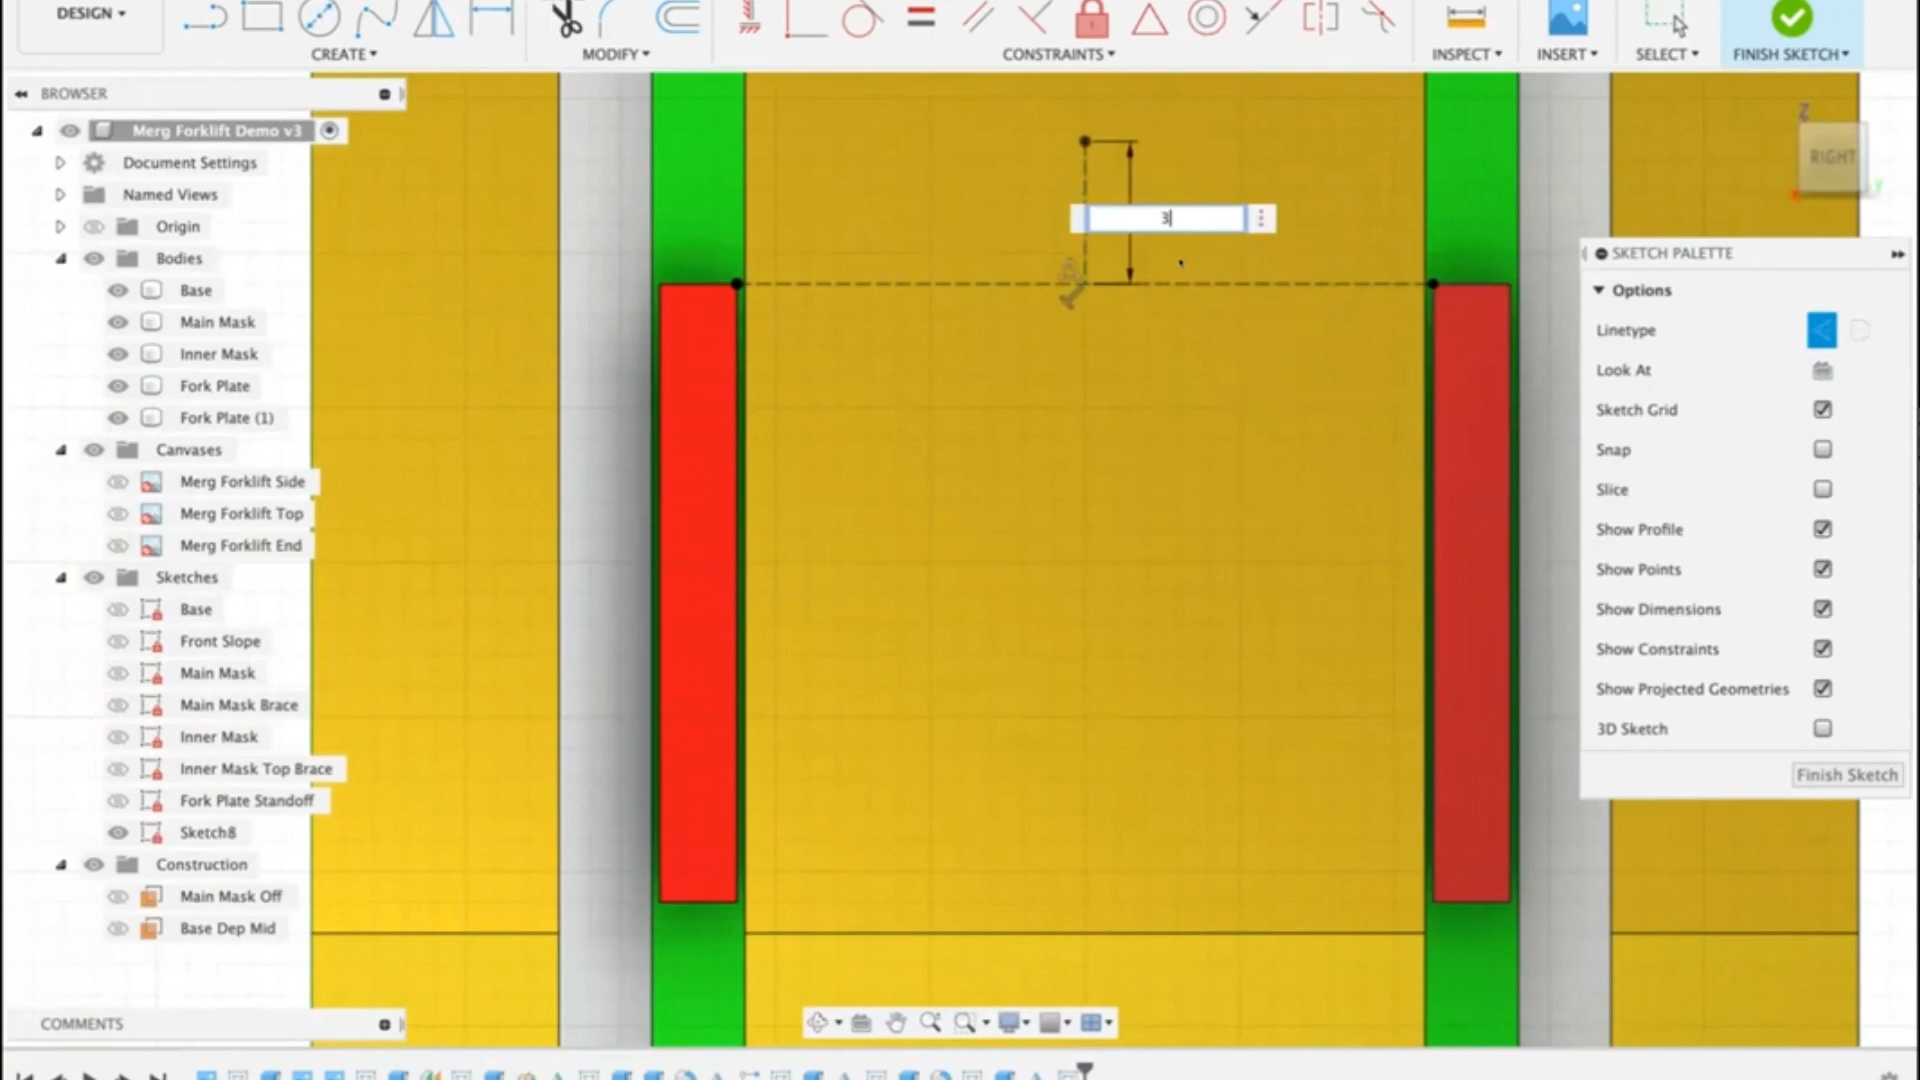 DESIGN
CREATE
MODIFY
CONSTRAINTS
INSPECT
INSERT
SELECT
FINISH SKETCH
BROWSER
Merg Forklift Demo v3
Document Settings
Named Views
Origin
Bodies
Base
Main Mask
Inner Mask
Fork Plate
Fork Plate (1)
Canvases
Merg Forklift Side
Merg Forklift Top
Merg Forklift End
Sketches
Base
Front Slope
Main Mask
Main Mask Brace
Inner Mask
Inner Mask Top Brace
Fork Plate Standoff
Sketch8
Construction
Main Mask Off
Base Dep Mid
COMMENTS
3
Z
RIGHT
X
Y
SKETCH PALETTE
Options
Linetype
Look At
Sketch Grid
Snap
Slice
Show Profile
Show Points
Show Dimensions
Show Constraints
Show Projected Geometries
3D Sketch
Finish Sketch